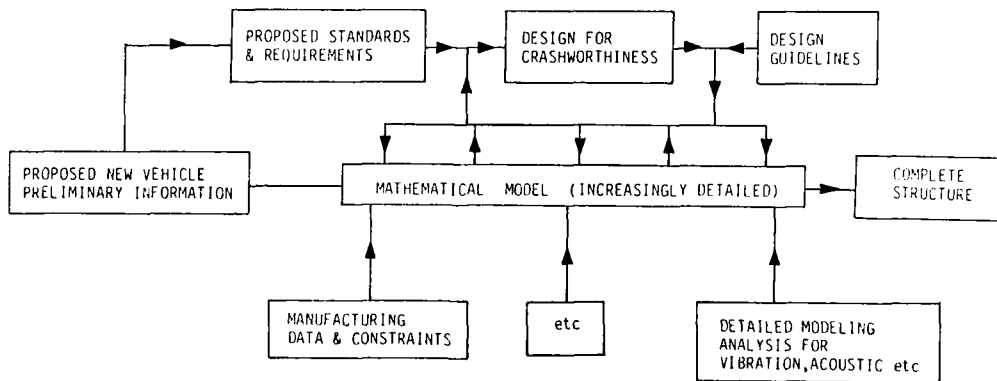 PROPOSED STANDARDS
& REQUIREMENTS
DESIGN FOR
CRASHWORTHINESS
DESIGN
GUIDELINES
PROPOSED NEW VEHICLE
PRELIMINARY INFORMATION
MATHEMATICAL MODEL (INCREASINGLY DETAILED)
COMPLETE
STRUCTURE
MANUFACTURING
DATA & CONSTRAINTS
etc
DETAILED MODELING
ANALYSIS FOR
VIBRATION,ACOUSTIC etc